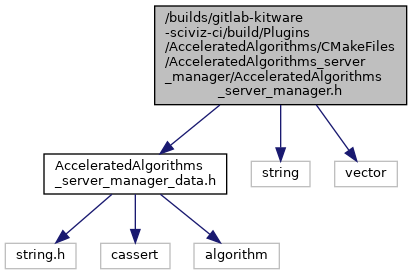 /builds/gitlab-kitware
-sciviz-ci/build/Plugins
/AcceleratedAlgorithms/CMakeFiles
/AcceleratedAlgorithms_server
_manager/AcceleratedAlgorithms
_server_manager.h
AcceleratedAlgorithms
_server_manager_data.h
string
vector
string.h
cassert
algorithm